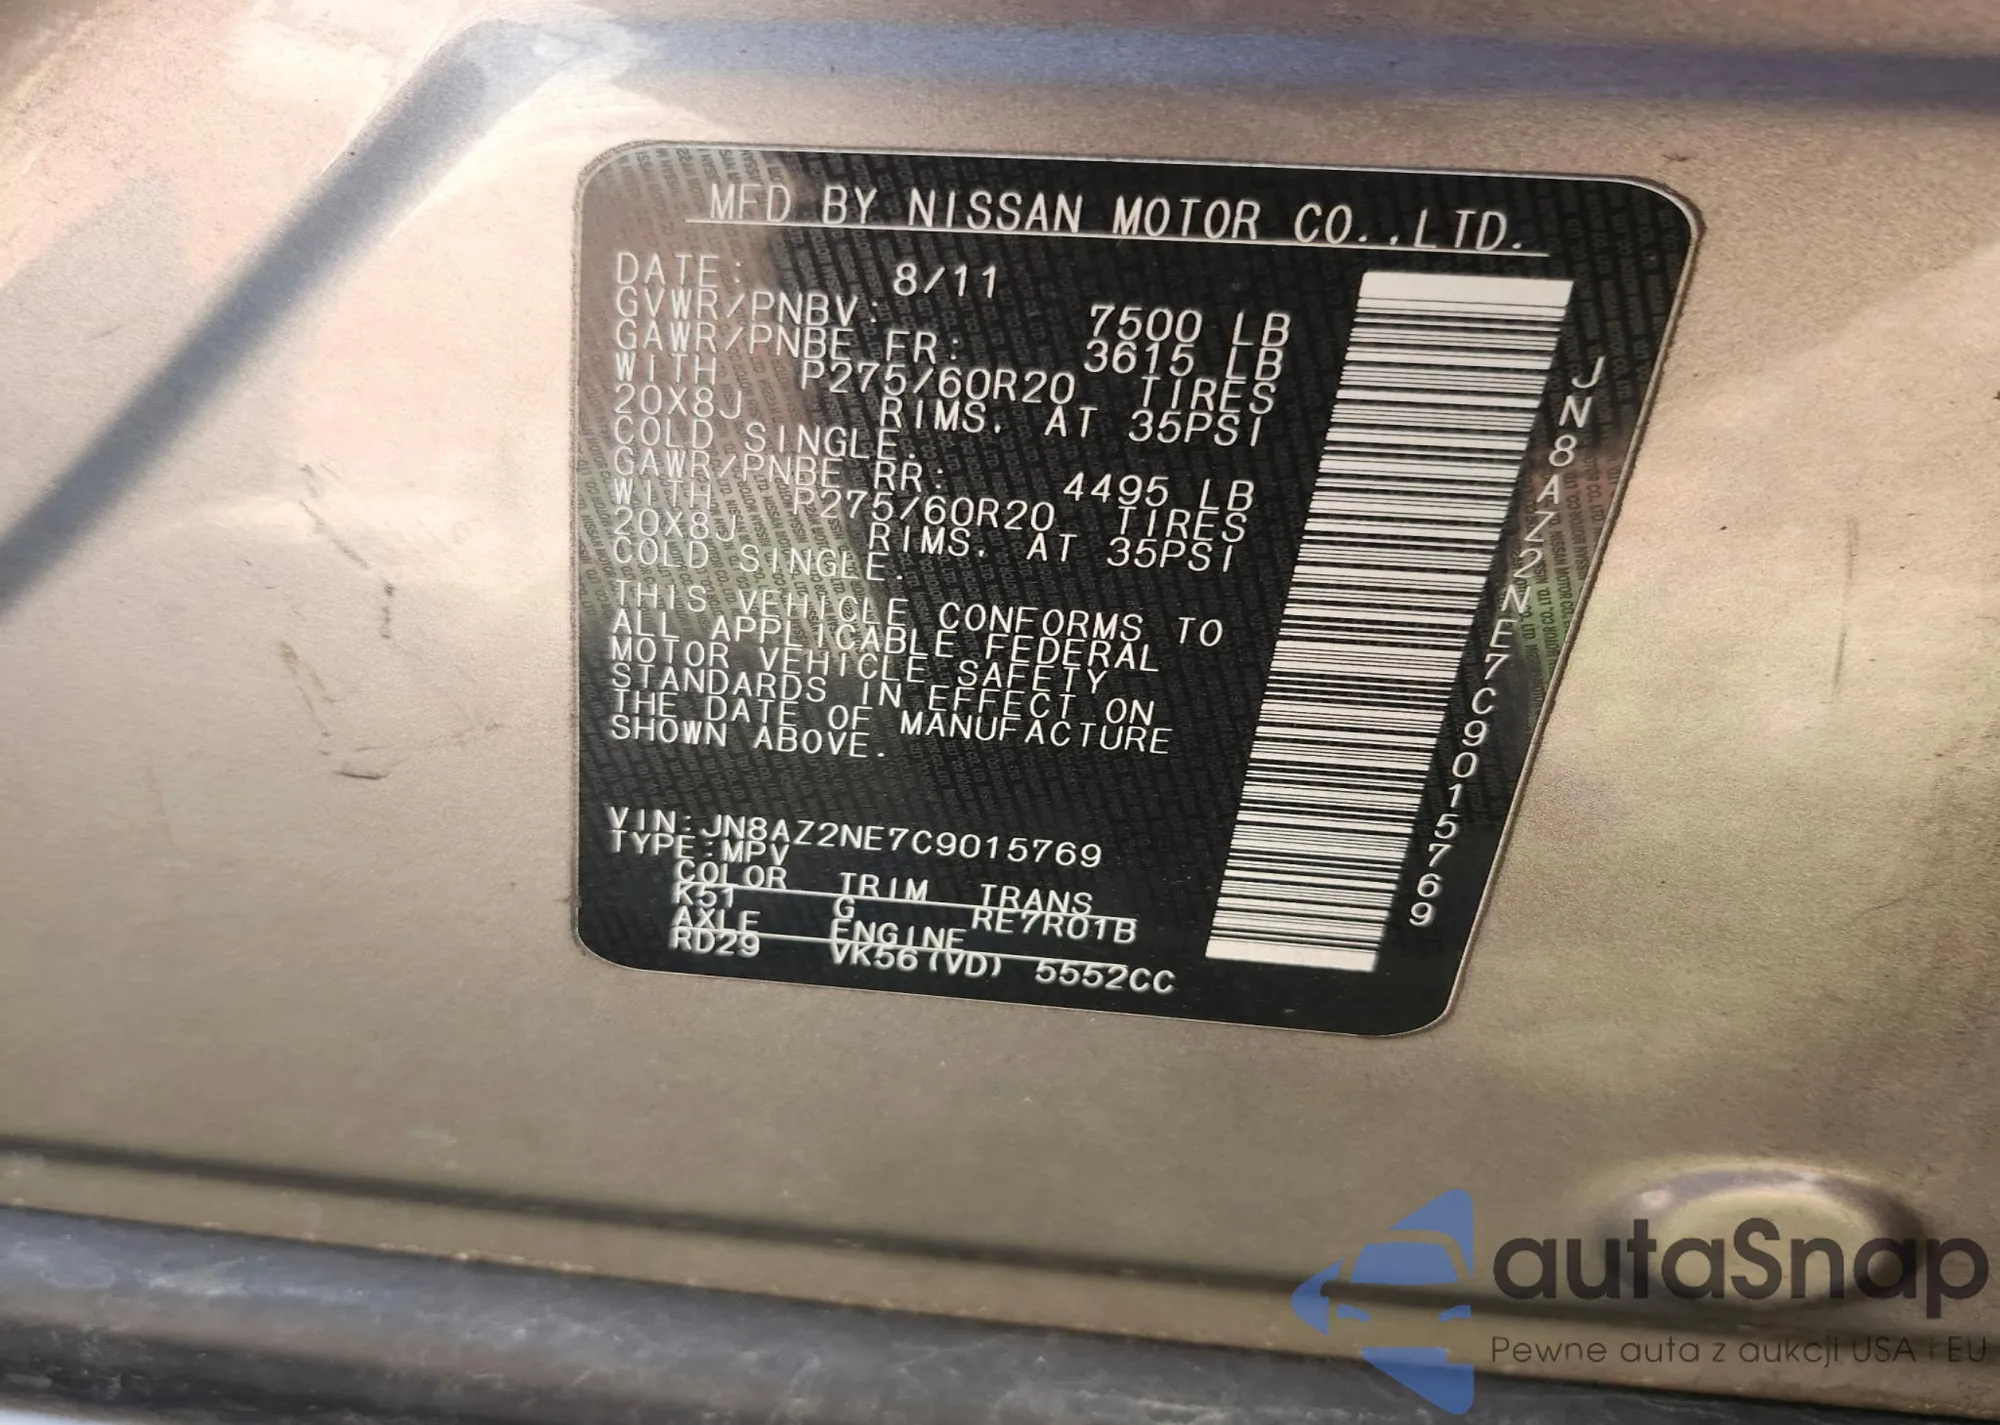 MFD BY NISSAN MOTOR CO.,LTD.
DATE: 8/11
GVWR/PNBV: 7500 LB
GAWR/PNBE FR: 3615 LB
WITH P275/60R20 TIRES
20X8J RIMS. AT 35PSI
COLD SINGLE.
GAWR/PNBE RR: 4495 LB
WITH P275/60R20 TIRES
20X8J RIMS. AT 35PSI
COLD SINGLE.
THIS VEHICLE CONFORMS TO
ALL APPLICABLE FEDERAL
MOTOR VEHICLE SAFETY
STANDARDS IN EFFECT ON
THE DATE OF MANUFACTURE
SHOWN ABOVE.
VIN:JN8AZ2NE7C9015769
TYPE:MPV
COLOR TRIM TRANS
K51 G RE7R01B
AXLE ENGINE
RD29 VK56(VD) 5552CC
JN8AZ2NE7C9015769
autaSnap
Pewne auta z aukcji USA i EU